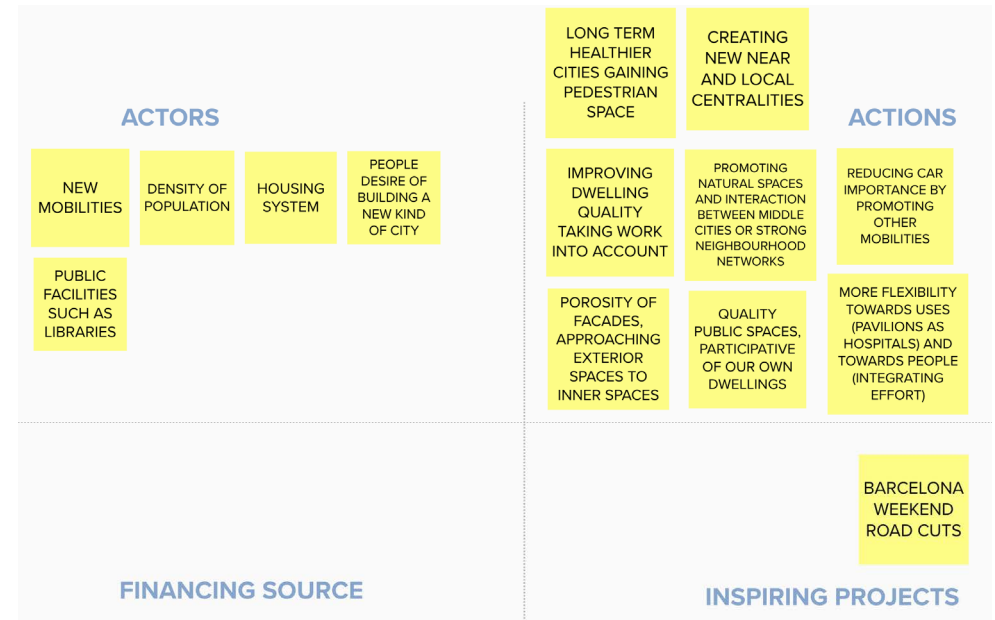 ACTORS
NEW
MOBILITIES
DENSITY OF
POPULATION
HOUSING
SYSTEM
PEOPLE
DESIRE OF
BUILDING A
NEW KIND
OF CITY
PUBLIC
FACILITIES
SUCH AS
LIBRARIES
LONG TERM
HEALTHIER
CITIES GAINING
PEDESTRIAN
SPACE
CREATING
NEW NEAR
AND LOCAL
CENTRALITIES
ACTIONS
IMPROVING
DWELLING
QUALITY
TAKING WORK
INTO ACCOUNT
PROMOTING
NATURAL SPACES
AND INTERACTION
BETWEEN MIDDLE
CITIES OR STRONG
NEIGHBOURHOOD
NETWORKS
REDUCING CAR
IMPORTANCE BY
PROMOTING
OTHER
MOBILITIES
POROSITY OF
FACADES,
APPROACHING
EXTERIOR
SPACES TO
INNER SPACES
QUALITY
PUBLIC SPACES,
PARTICIPATIVE
OF OUR OWN
DWELLINGS
MORE FLEXIBILITY
TOWARDS USES
(PAVILIONS AS
HOSPITALS) AND
TOWARDS PEOPLE
(INTEGRATING
EFFORT)
FINANCING SOURCE
BARCELONA
WEEKEND
ROAD CUTS
INSPIRING PROJECTS